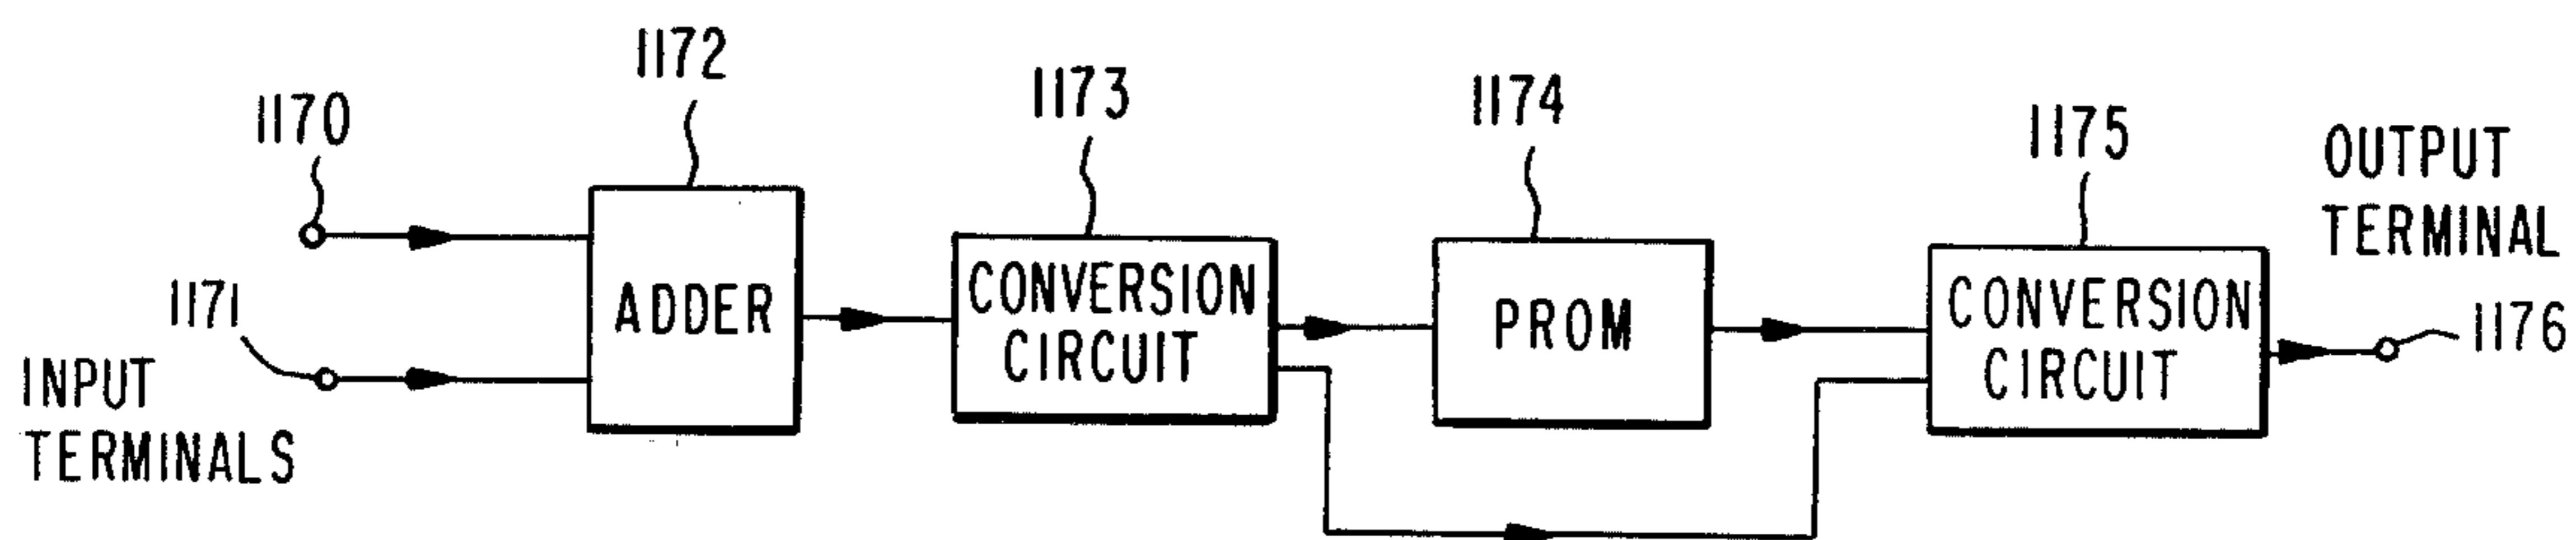 1170
1171
INPUT
TERMINALS
1172
ADDER
1173
CONVERSION
CIRCUIT
1174
PROM
1175
CONVERSION
CIRCUIT
OUTPUT
TERMINAL
1176